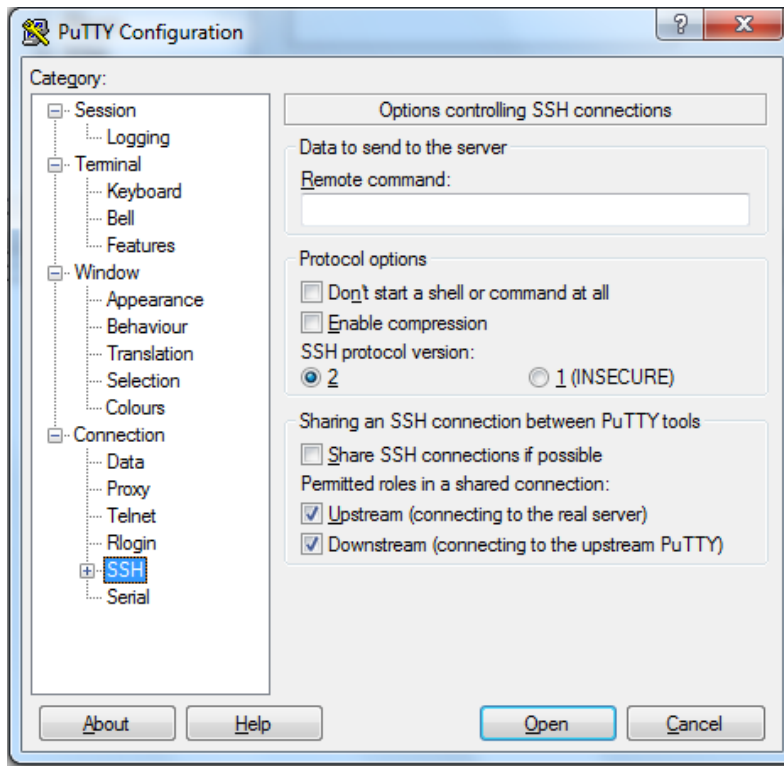 PuTTY Configuration
Category:
Session
Logging
Terminal
Keyboard
Bell
Features
Window
Appearance
Behaviour
Translation
Selection
Colours
Connection
Data
Proxy
Telnet
Rlogin
SSH
Serial
Options controlling SSH connections
Data to send to the server
Remote command:
Protocol options
Don't start a shell or command at all
Enable compression
SSH protocol version:
2 1 (INSECURE)
Sharing an SSH connection between PuTTY tools
Share SSH connections if possible
Permitted roles in a shared connection:
Upstream (connecting to the real server)
Downstream (connecting to the upstream PuTTY)
About Help Open Cancel